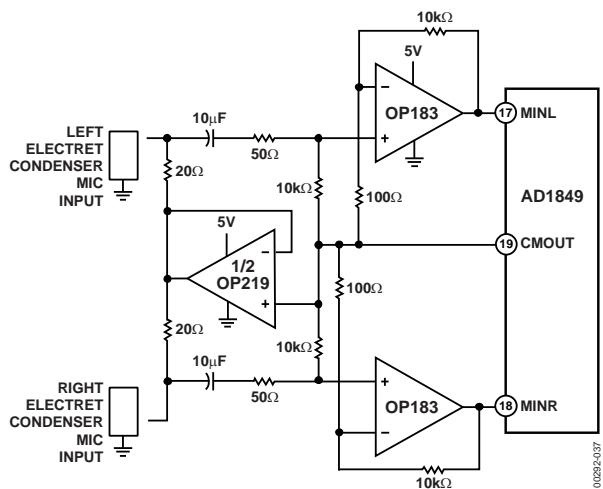 10kΩ
5V
OP183
17 MINL
10µF
LEFT
ELECTRET
CONDENSER
MIC
INPUT
50Ω
20Ω
10kΩ
100Ω
AD1849
5V
1/2
OP219
19 CMOUT
100Ω
20Ω
10kΩ
10µF
50Ω
RIGHT
ELECTRET
CONDENSER
MIC
INPUT
OP183
18 MINR
10kΩ
00292-037